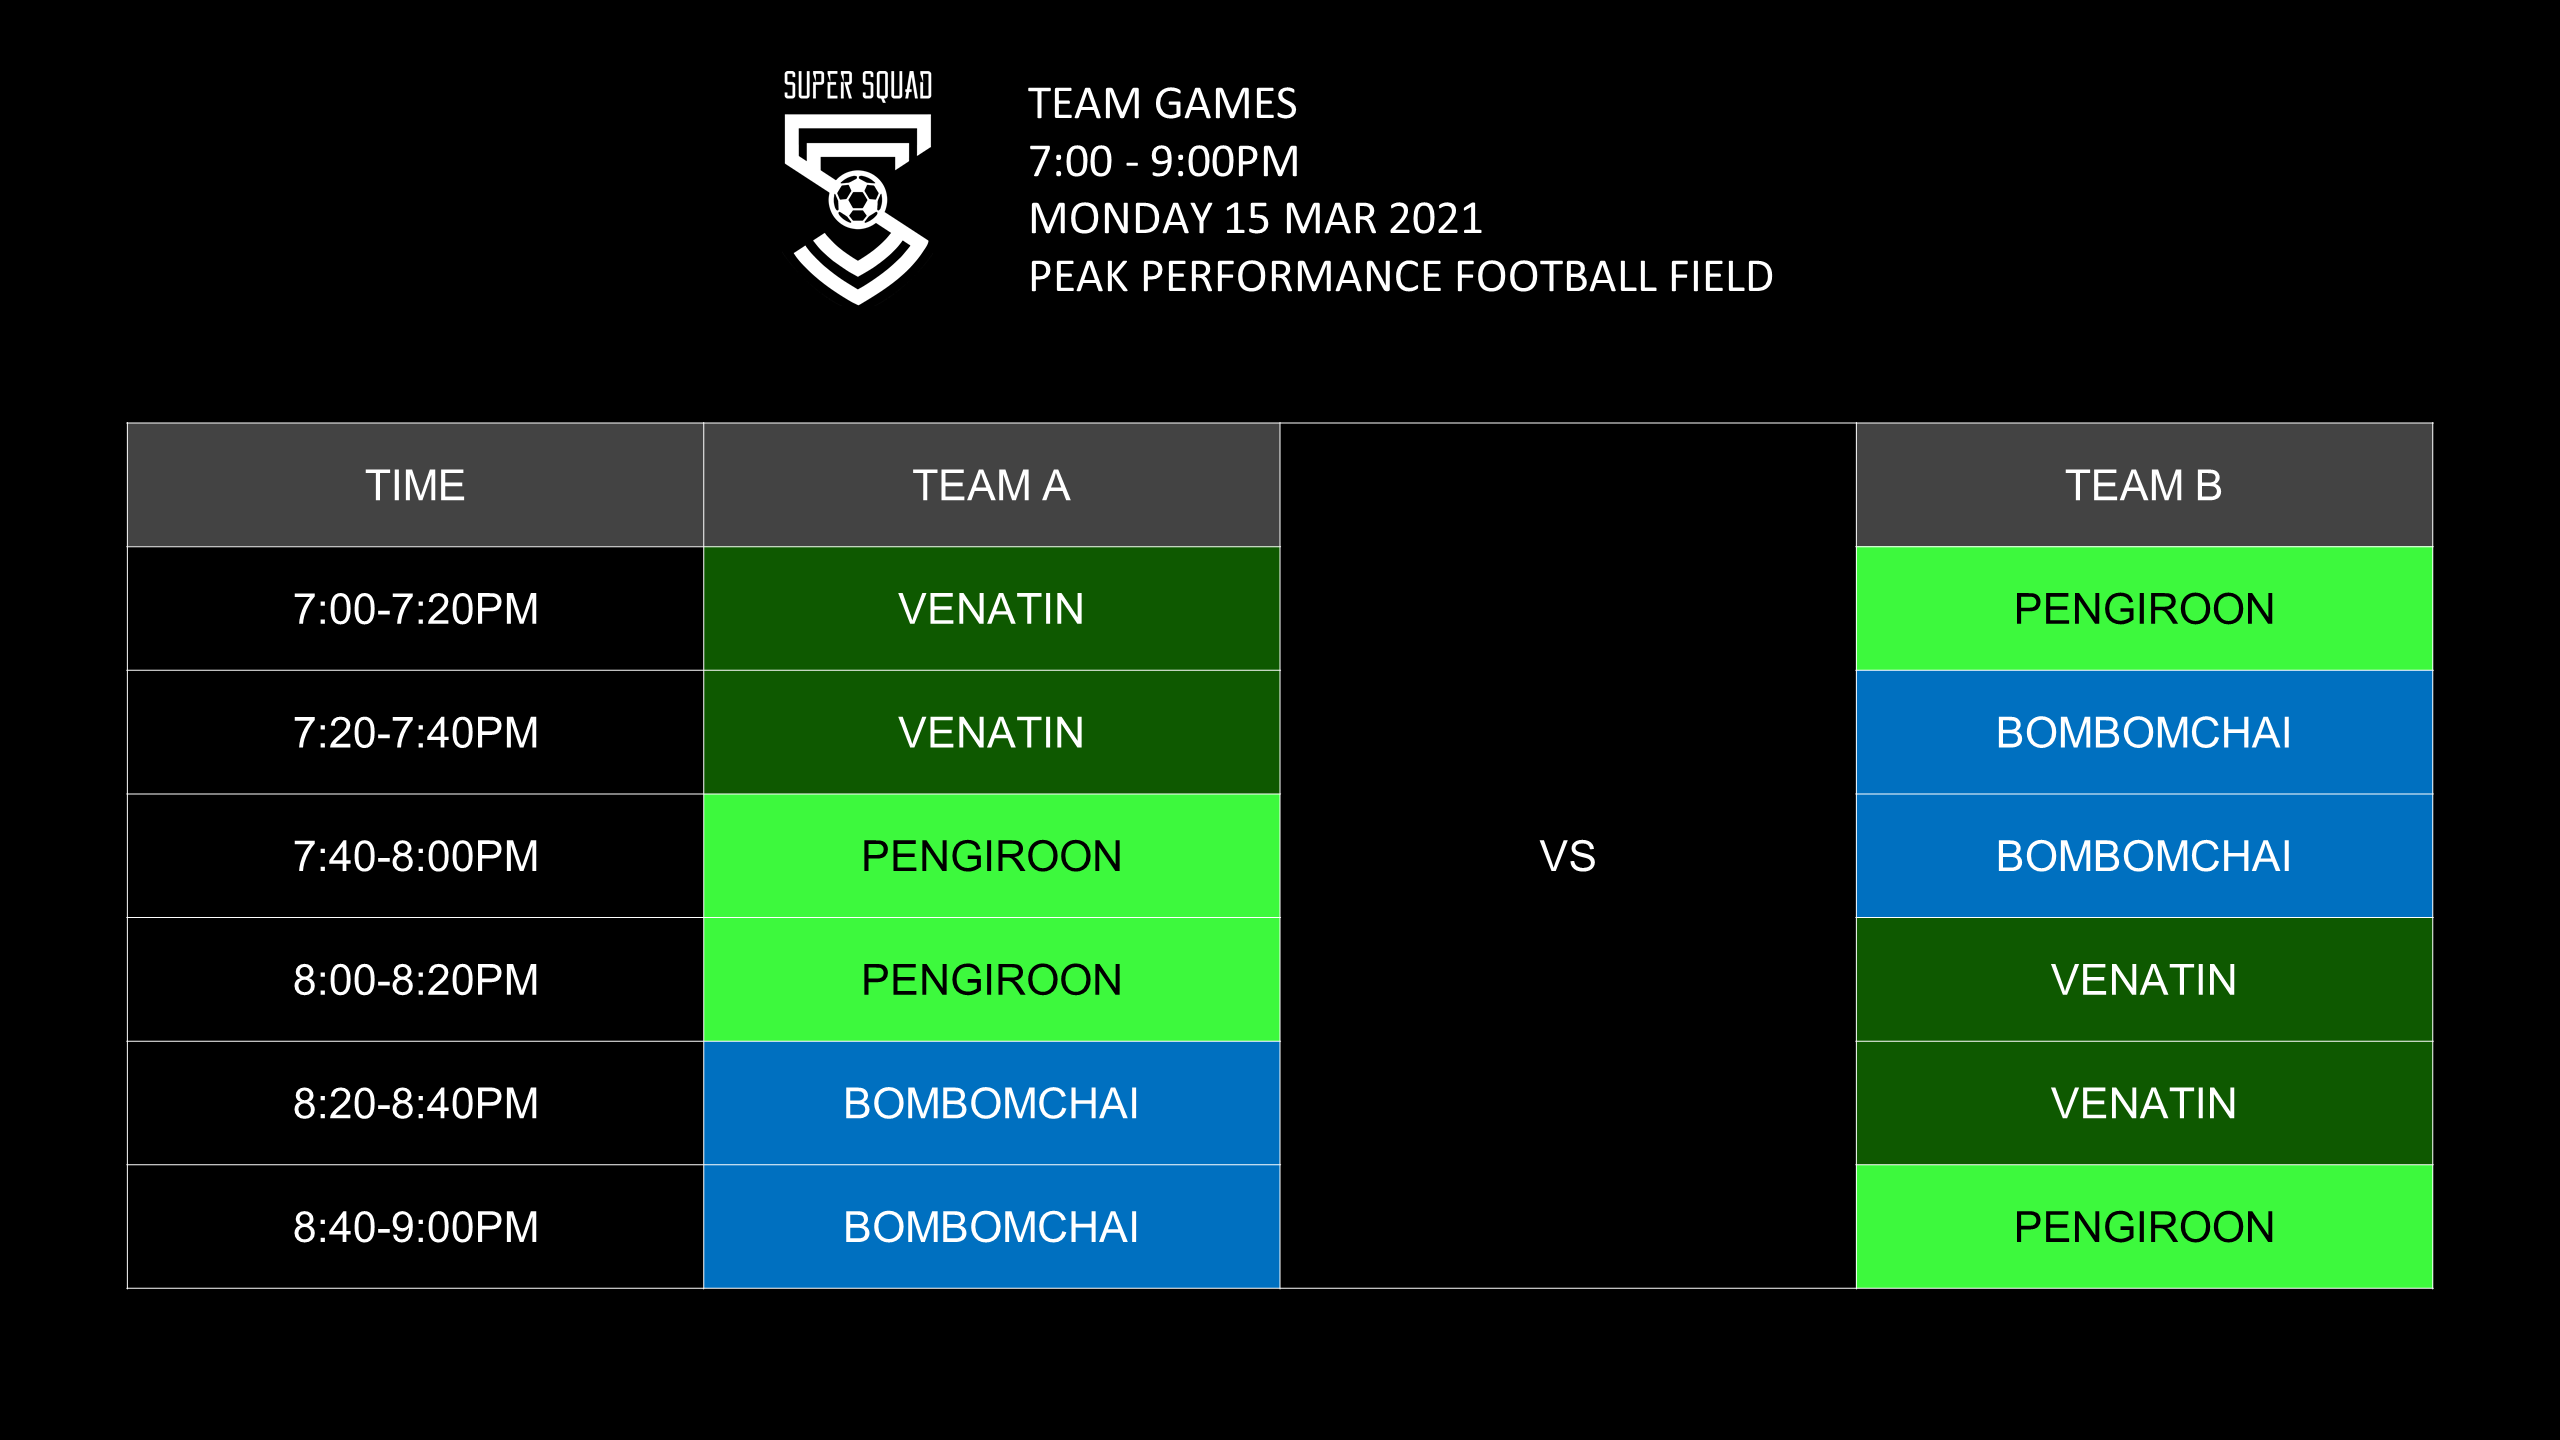 SUPER SQUAD
TEAM GAMES
7:00 - 9:00PM
MONDAY 15 MAR 2021
PEAK PERFORMANCE FOOTBALL FIELD
TIME TEAM A TEAM B
7:00-7:20PM VENATIN PENGIROON
7:20-7:40PM VENATIN BOMBOMCHAI
7:40-8:00PM PENGIROON VS BOMBOMCHAI
8:00-8:20PM PENGIROON VENATIN
8:20-8:40PM BOMBOMCHAI VENATIN
8:40-9:00PM BOMBOMCHAI PENGIROON